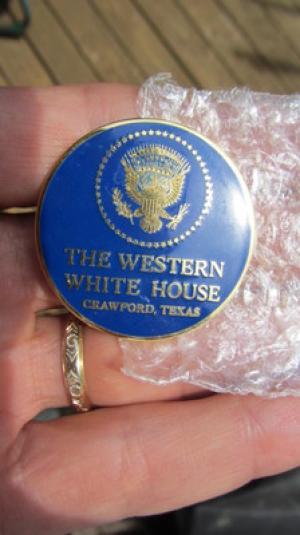 THE WESTERN
WHITE HOUSE
CRAWFORD, TEXAS